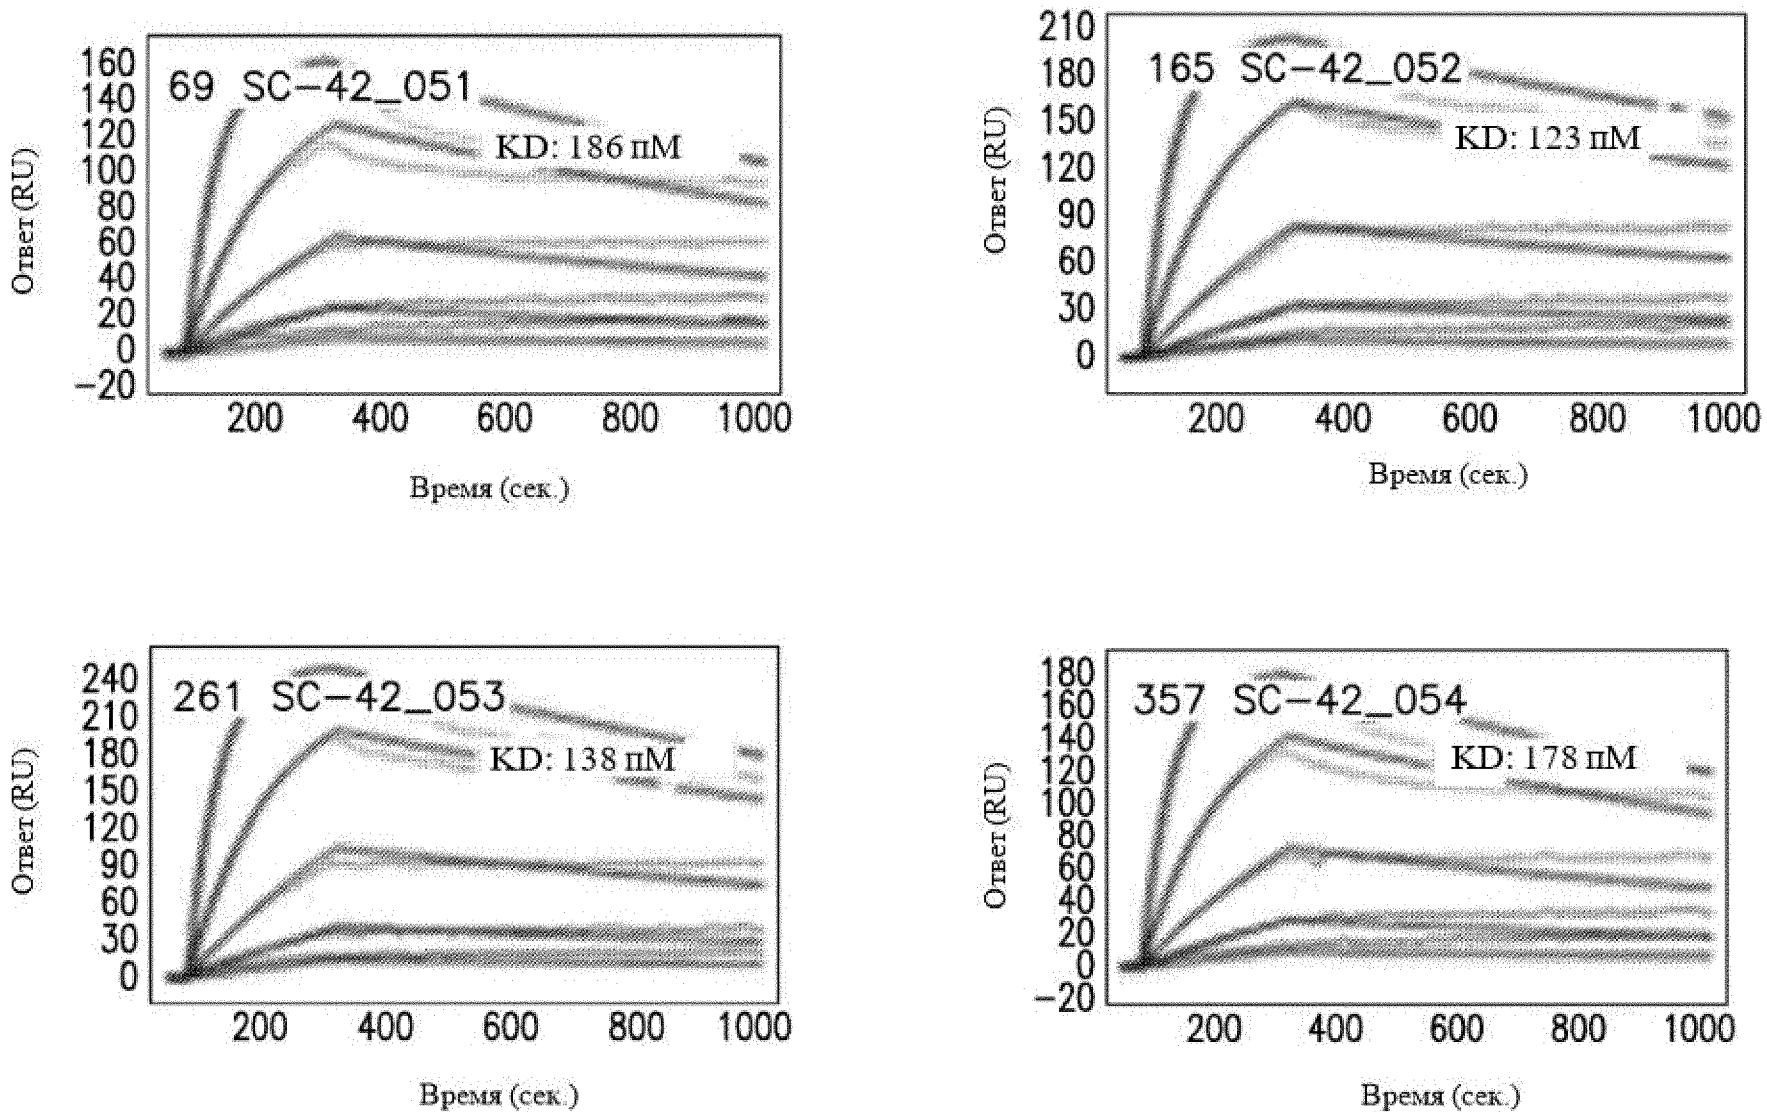 69 SC-42_051
KD: 186 пМ
Ответ (RU)
160
140
120
100
80
60
40
20
0
-20
200 400 600 800 1000
Время (сек.)
165 SC-42_052
KD: 123 пМ
Ответ (RU)
210
180
150
120
90
60
30
0
200 400 600 800 1000
Время (сек.)
261 SC-42_053
KD: 138 пМ
Ответ (RU)
240
210
180
150
120
90
60
30
0
200 400 600 800 1000
Время (сек.)
357 SC-42_054
KD: 178 пМ
Ответ (RU)
180
160
140
120
100
80
60
40
20
0
-20
200 400 600 800 1000
Время (сек.)